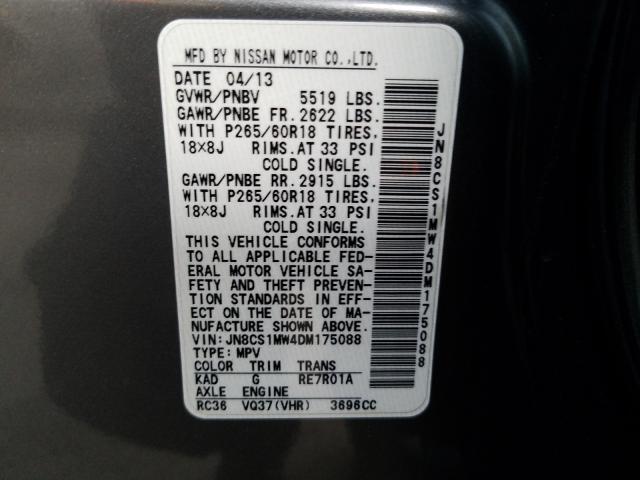 MFD BY NISSAN MOTOR CO.,LTD.
DATE 04/13
GVWR/PNBV 5519 LBS.
GAWR/PNBE FR. 2622 LBS.
WITH P265/60R18 TIRES,
18×8J RIMS.AT 33 PSI
COLD SINGLE.
GAWR/PNBE RR. 2915 LBS.
WITH P265/60R18 TIRES,
18×8J RIMS.AT 33 PSI
COLD SINGLE.
THIS VEHICLE CONFORMS
TO ALL APPLICABLE FED-
ERAL MOTOR VEHICLE SA-
FETY AND THEFT PREVEN-
TION STANDARDS IN EFF-
ECT ON THE DATE OF MA-
NUFACTURE SHOWN ABOVE.
VIN:JN8CS1MW4DM175088
TYPE:MPV
COLOR TRIM TRANS
KAD G RE7R01A
AXLE ENGINE
RC36 VQ37(VHR) 3696CC
JN8CS1MW4DM175088